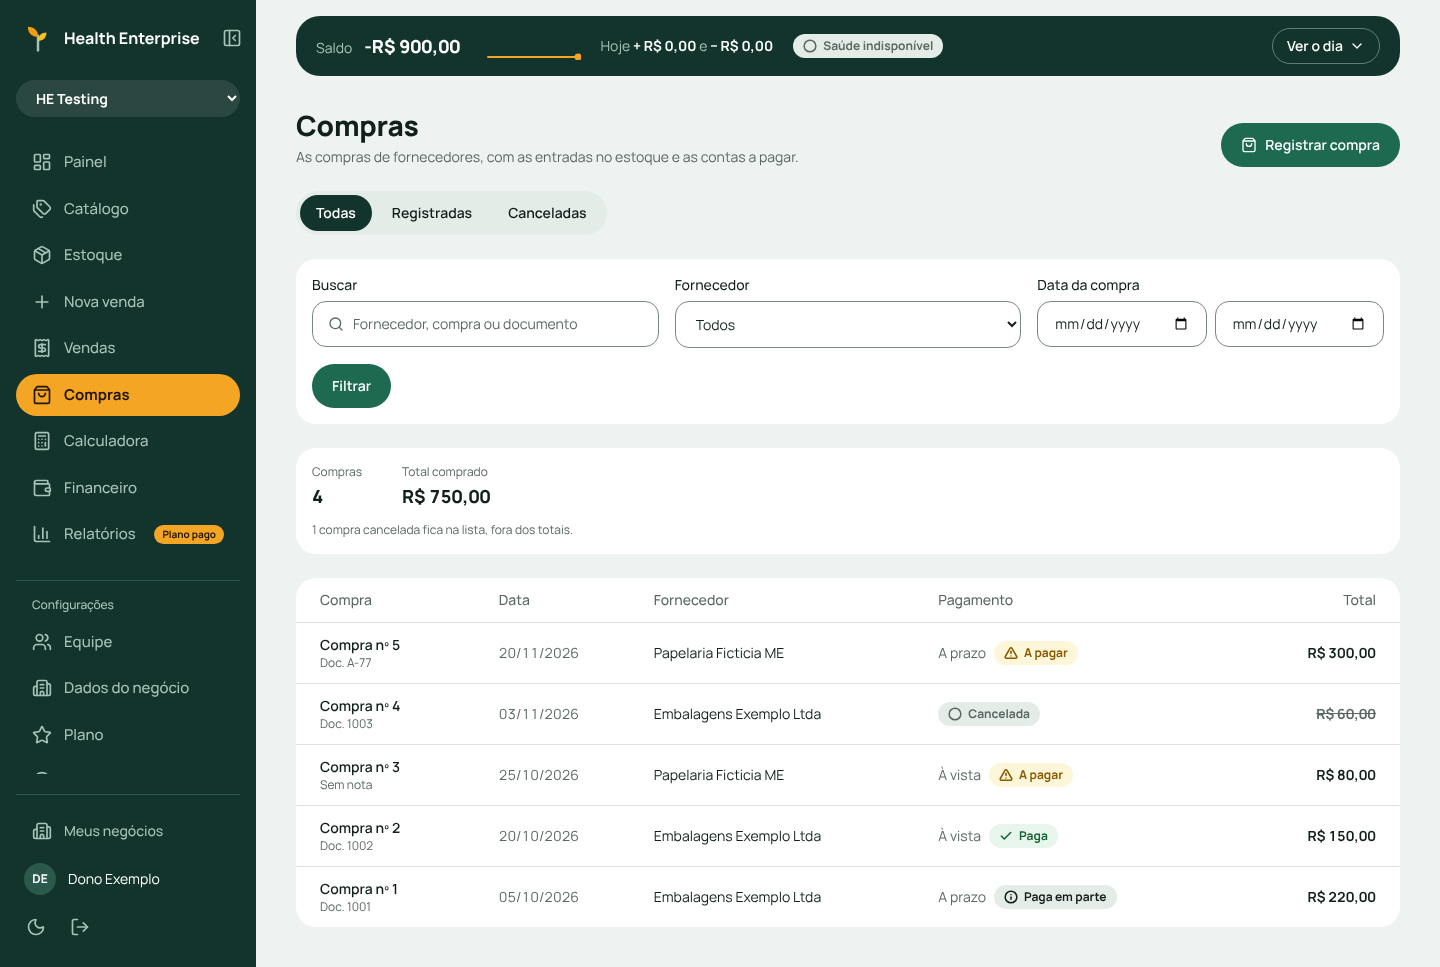 Health Enterprise
HE Testing
Painel
Catálogo
Estoque
Nova venda
Vendas
Compras
Calculadora
Financeiro
Relatórios Plano pago
Configurações
Equipe
Dados do negócio
Plano
Meus negócios
DE Dono Exemplo
Saldo -R$ 900,00 Hoje + R$ 0,00 e − R$ 0,00 Saúde indisponível Ver o dia
Compras
As compras de fornecedores, com as entradas no estoque e as contas a pagar.
Registrar compra
Todas Registradas Canceladas
Buscar Fornecedor Data da compra
Fornecedor, compra ou documento Todos mm/dd/yyyy mm/dd/yyyy
Filtrar
Compras Total comprado
4 R$ 750,00
1 compra cancelada fica na lista, fora dos totais.
Compra Data Fornecedor Pagamento Total
Compra nº 5 20/11/2026 Papelaria Ficticia ME A prazo A pagar R$ 300,00
Doc. A-77
Compra nº 4 03/11/2026 Embalagens Exemplo Ltda Cancelada R$ 60,00
Doc. 1003
Compra nº 3 25/10/2026 Papelaria Ficticia ME À vista A pagar R$ 80,00
Sem nota
Compra nº 2 20/10/2026 Embalagens Exemplo Ltda À vista Paga R$ 150,00
Doc. 1002
Compra nº 1 05/10/2026 Embalagens Exemplo Ltda A prazo Paga em parte R$ 220,00
Doc. 1001